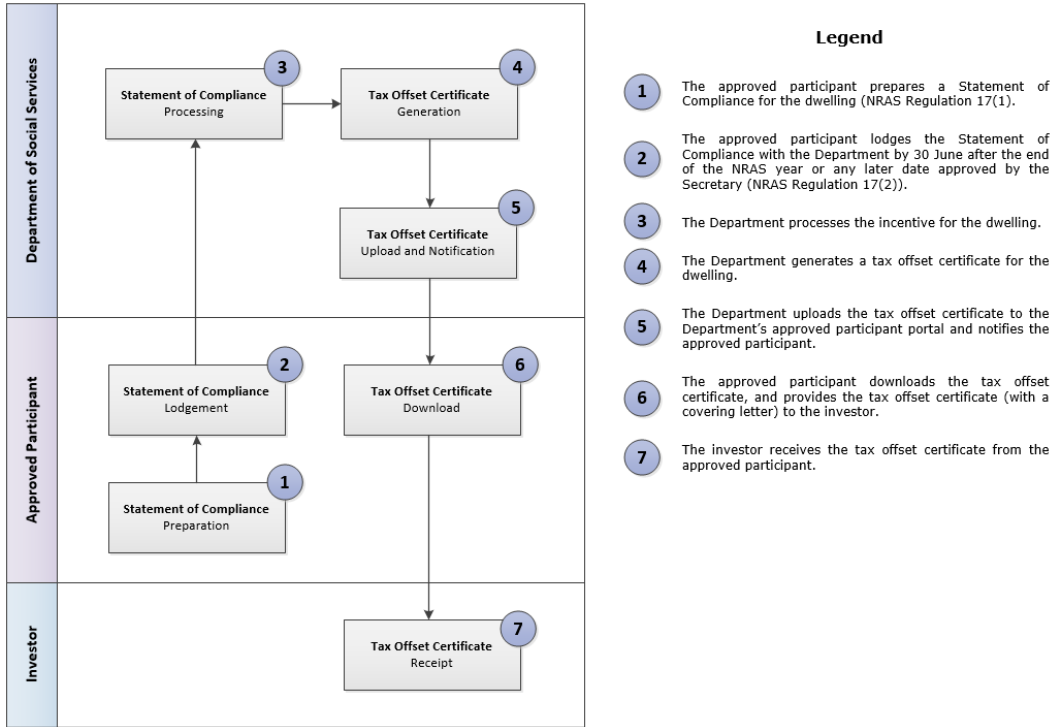 Department of Social Services
3
Statement of Compliance
Processing
4
Tax Offset Certificate
Generation
5
Tax Offset Certificate
Upload and Notification
Approved Participant
2
Statement of Compliance
Lodgement
6
Tax Offset Certificate
Download
1
Statement of Compliance
Preparation
Investor
7
Tax Offset Certificate
Receipt
Legend
1
The approved participant prepares a Statement of
Compliance for the dwelling (NRAS Regulation 17(1).
2
The approved participant lodges the Statement of
Compliance with the Department by 30 June after the end
of the NRAS year or any later date approved by the
Secretary (NRAS Regulation 17(2)).
3
The Department processes the incentive for the dwelling.
4
The Department generates a tax offset certificate for the
dwelling.
5
The Department uploads the tax offset certificate to the
Department's approved participant portal and notifies the
approved participant.
6
The approved participant downloads the tax offset
certificate, and provides the tax offset certificate (with a
covering letter) to the investor.
7
The investor receives the tax offset certificate from the
approved participant.